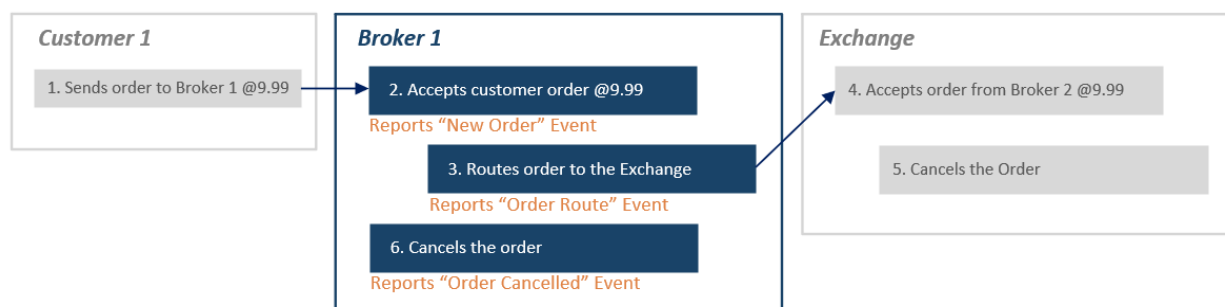 Customer 1
1. Sends order to Broker 1 @9.99
Broker 1
2. Accepts customer order @9.99
Reports “New Order” Event
3. Routes order to the Exchange
Reports “Order Route” Event
6. Cancels the order
Reports “Order Cancelled” Event
Exchange
4. Accepts order from Broker 2 @9.99
5. Cancels the Order